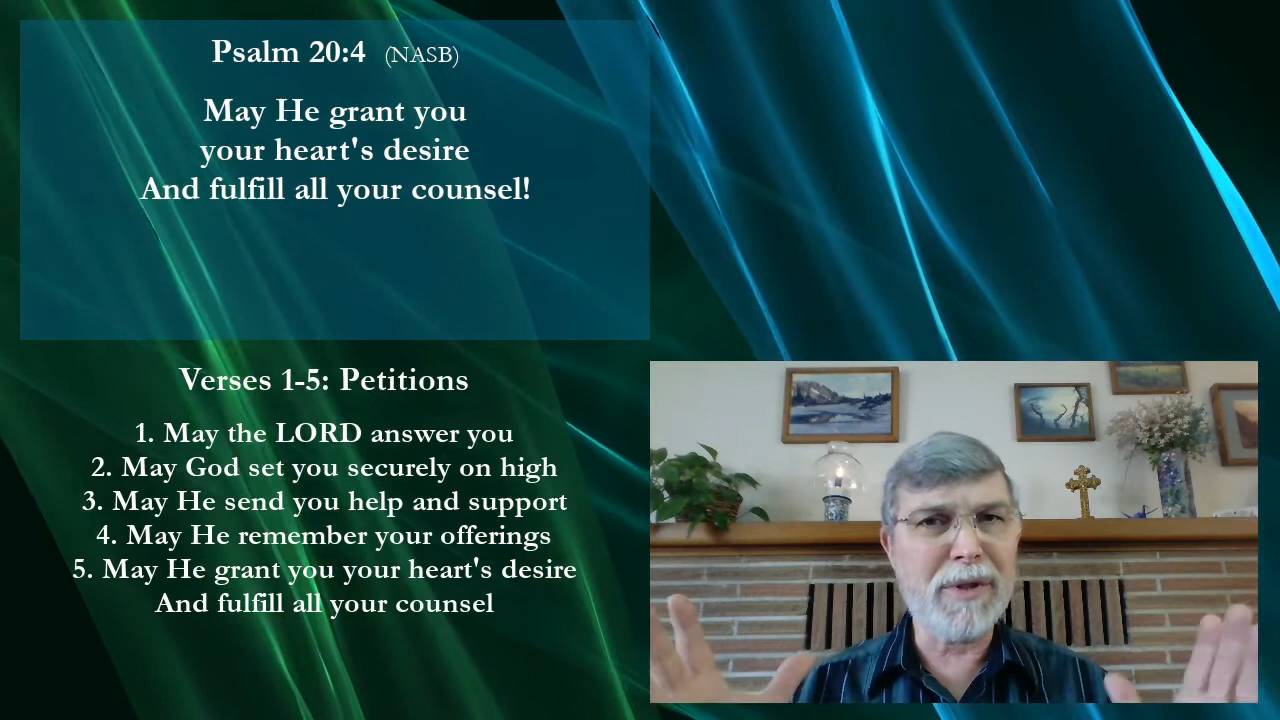 Psalm 20:4 (NASB)
May He grant you
your heart's desire
And fulfill all your counsel!
Verses 1-5: Petitions
1. May the LORD answer you
2. May God set you securely on high
3. May He send you help and support
4. May He remember your offerings
5. May He grant you your heart's desire
And fulfill all your counsel